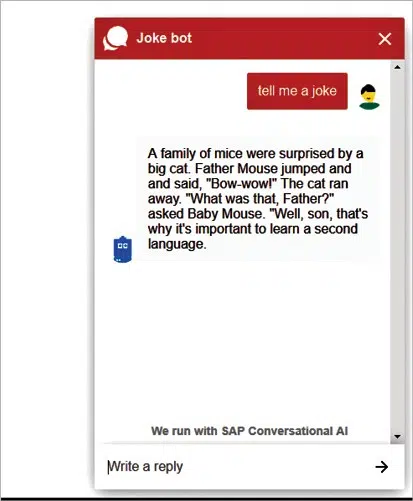 Joke bot
tell me a joke
A family of mice were surprised by a
big cat. Father Mouse jumped and
and said, "Bow-wow!" The cat ran
away. "What was that, Father?"
asked Baby Mouse. "Well, son, that's
why it's important to learn a second
language.
We run with SAP Conversational AI
Write a reply